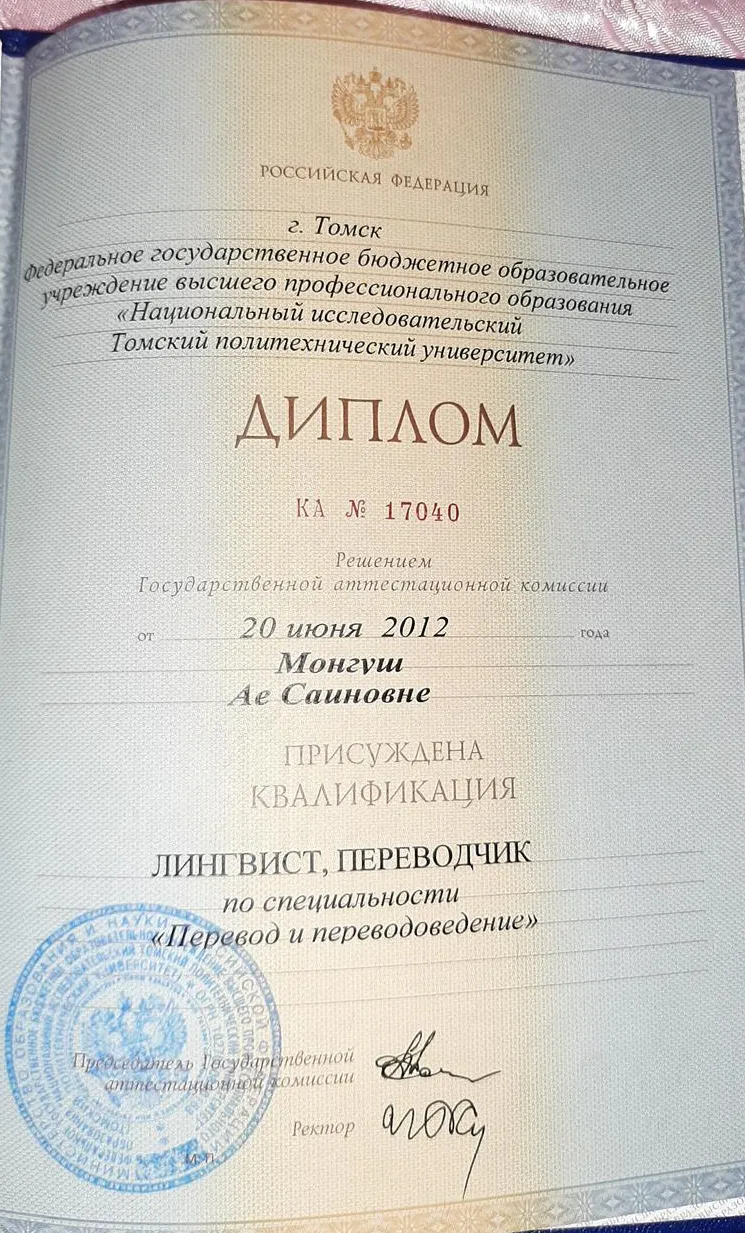 РОССИЙСКАЯ ФЕДЕРАЦИЯ
г. Томск
Федеральное государственное бюджетное образовательное
учреждение высшего профессионального образования
«Национальный исследовательский
Томский политехнический университет»
ДИПЛОМ
КА № 17040
Решением
Государственной аттестационной комиссии
от 20 июня 2012 года
Монгуш
Ае Саиновне
ПРИСУЖДЕНА
КВАЛИФИКАЦИЯ
ЛИНГВИСТ, ПЕРЕВОДЧИК
по специальности
«Перевод и переводоведение»
Председатель Государственной
аттестационной комиссии
Ректор
М. П.